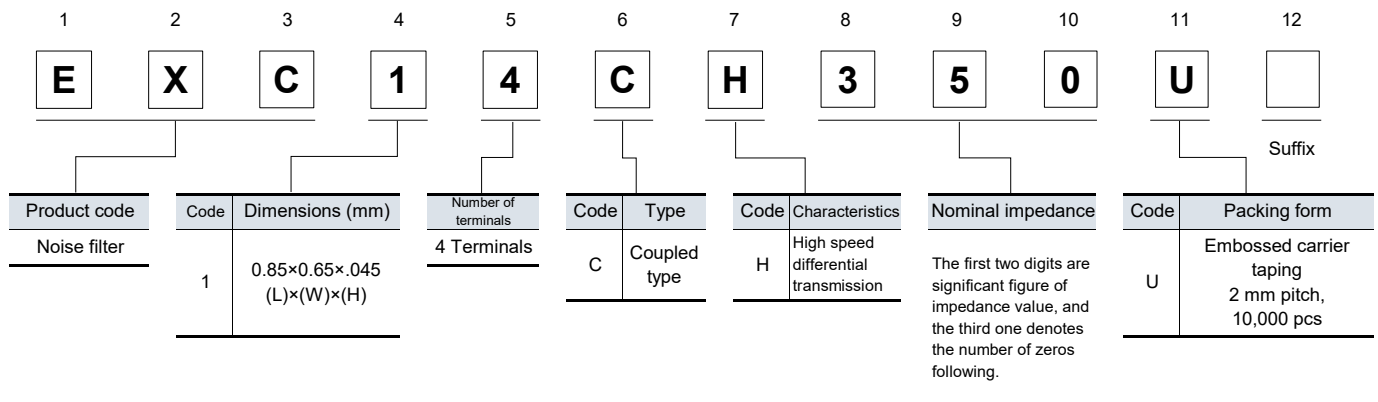 1 2 3 4 5 6 7 8 9 10 11 12
E X C 1 4 C H 3 5 0 U
Suffix
Product code
Noise filter
Code Dimensions (mm)
1
0.85×0.65×.045
(L)×(W)×(H)
Number of
terminals
4 Terminals
Code Type
C
Coupled
type
Code Characteristics
H
High speed
differential
transmission
Nominal impedance
The first two digits are
significant figure of
impedance value, and
the third one denotes
the number of zeros
following.
Code Packing form
U
Embossed carrier
taping
2 mm pitch,
10,000 pcs